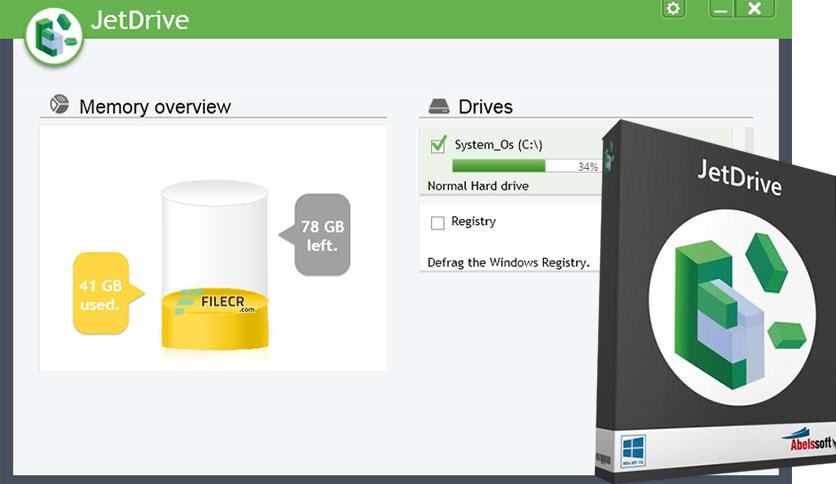 JetDrive
Memory overview
78 GB
left.
41 GB
used.
FILECR
.com
Drives
System_Os (C:\)
34%
Normal Hard drive
Registry
Defrag the Windows Registry.
JetDrive
Abelssoft